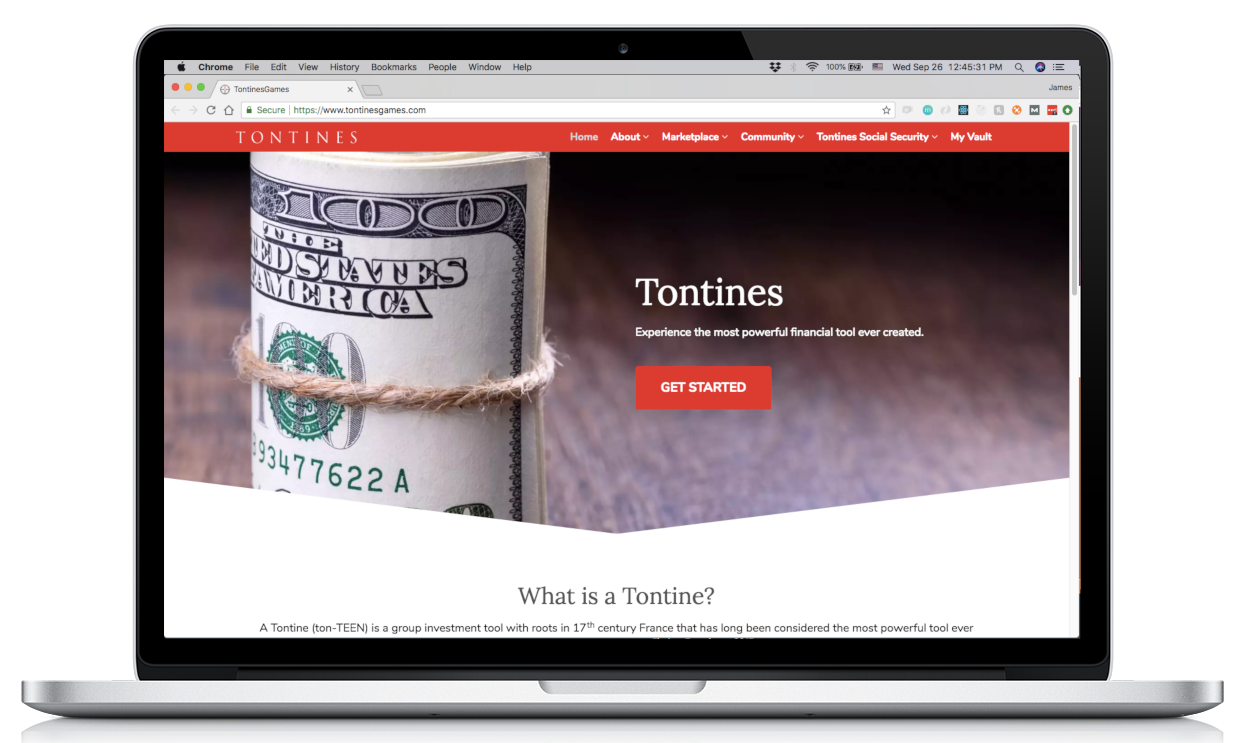 Chrome File Edit View History Bookmarks People Window Help 100% Wed Sep 26 12:45:31 PM
TontinesGames James
Secure | https://www.tontinesgames.com
TONTINES Home About Marketplace Community Tontines Social Security My Vault
100
THE
UNITED STATES
OF AMERICA
100
93477622 A
Tontines
Experience the most powerful financial tool ever created.
GET STARTED
What is a Tontine?
A Tontine (ton-TEEN) is a group investment tool with roots in 17th century France that has long been considered the most powerful tool ever